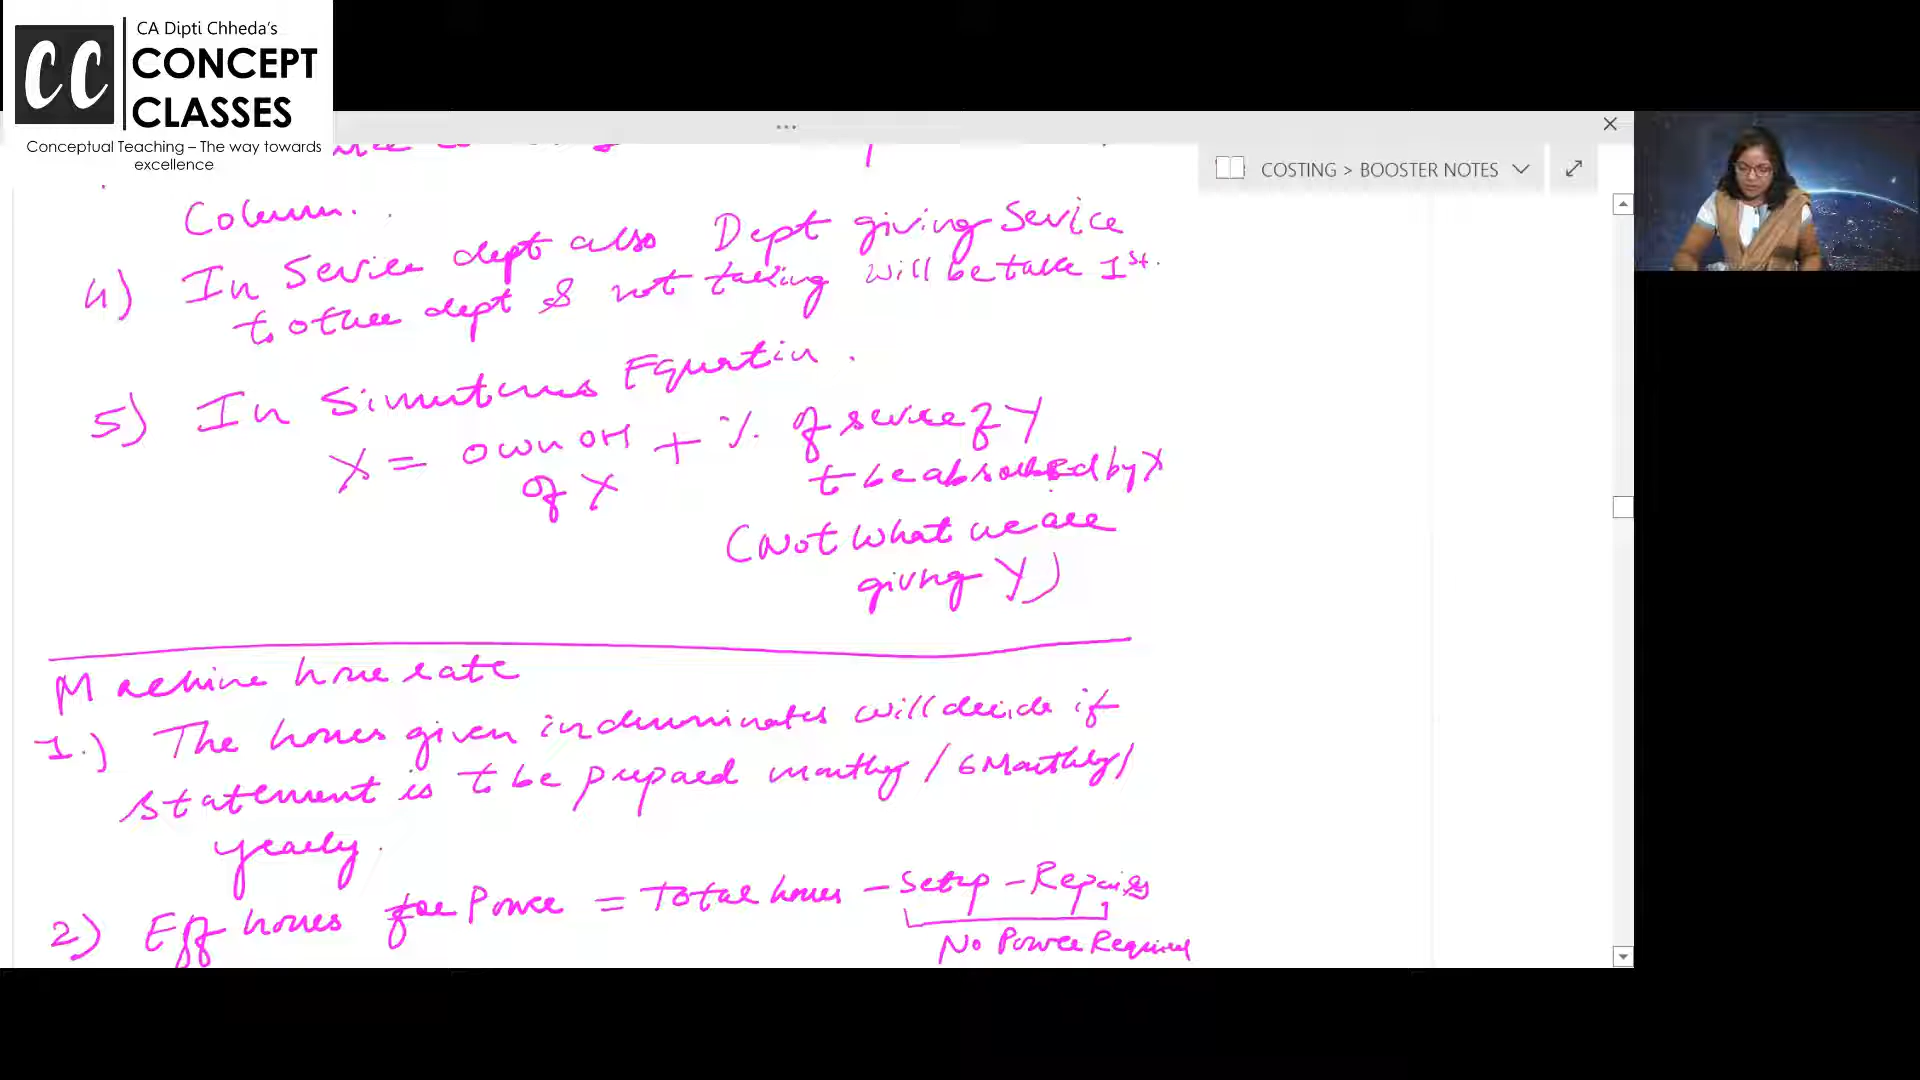 CA Dipti Chheda's
CC CONCEPT
CLASSES
Conceptual Teaching – The way towards
excellence
COSTING > BOOSTER NOTES
Column.
4) In Service dept also Dept giving Service
to other dept & not taking will be take 1st.
5) In Simultenus Equation.
X = own OH + % of service of Y
of X to be absorbed by X
(Not what we are
giving Y)
Machine hour rate
1.) The hours given in denuminates will decide if
statement is to be prepared monthly / 6 Monthly /
yearly.
2) Eff hours for Power = Total hours - Setup - Repairs
No Power Required